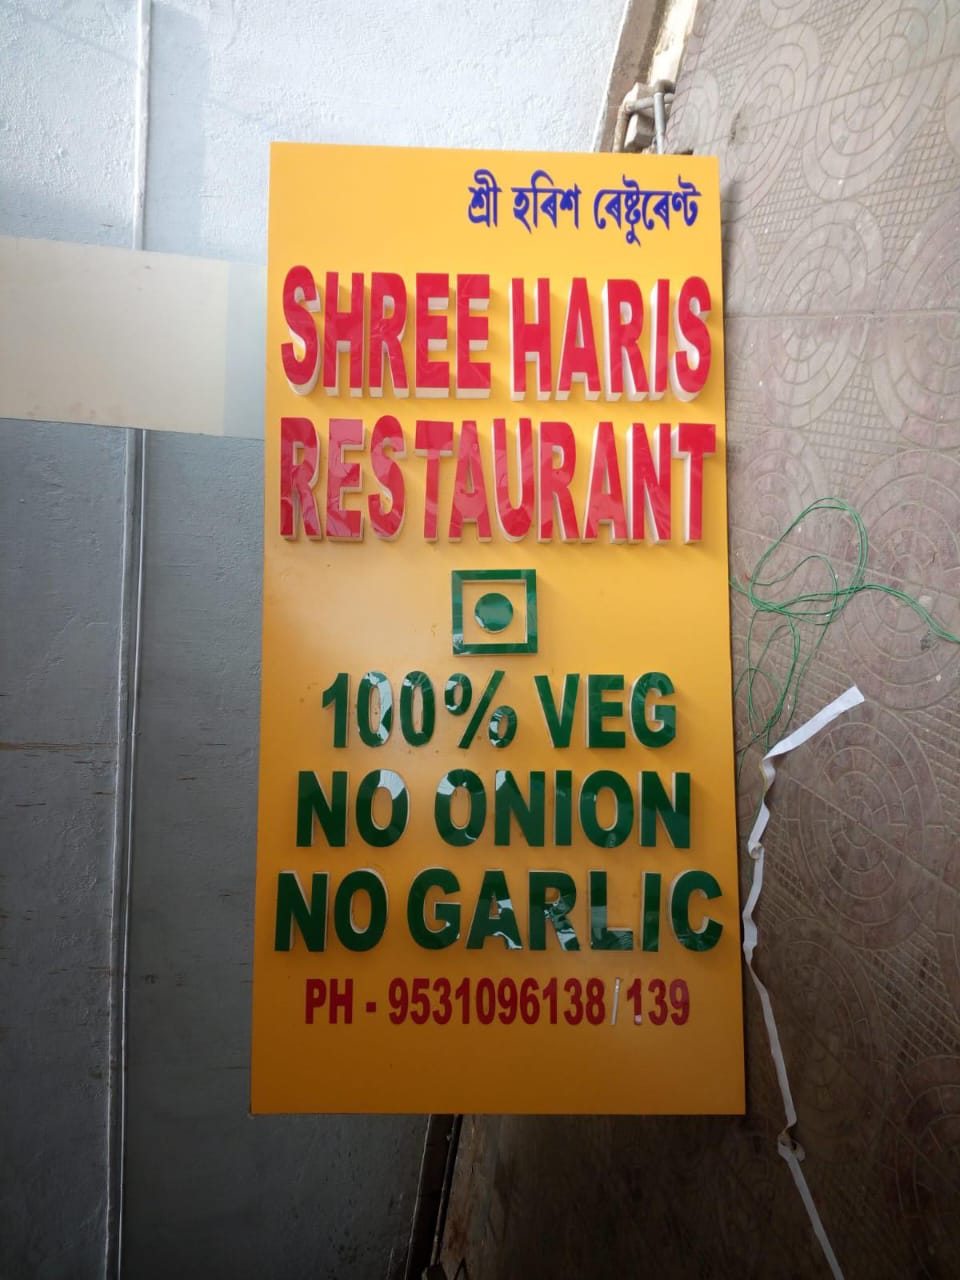 শ্ৰী হৰিশ ৰেষ্টুৰেণ্ট
SHREE HARIS
RESTAURANT
100% VEG
NO ONION
NO GARLIC
PH - 9531096138/139